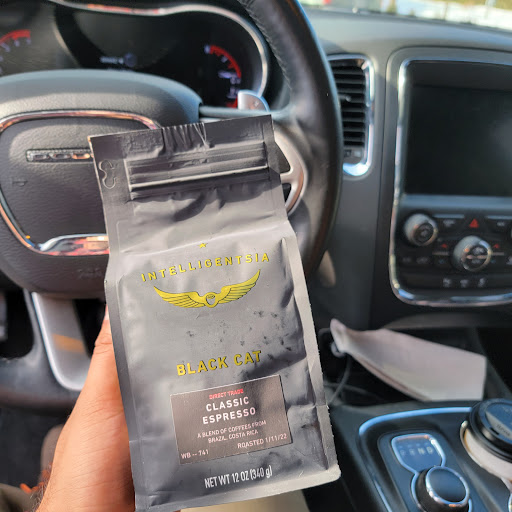 INTELLIGENTSIA
BLACK CAT
DIRECT TRADE
CLASSIC
ESPRESSO
A BLEND OF COFFEES FROM
BRAZIL, COSTA RICA
WB — 741 ROASTED 1/11/22
NET WT 12 OZ (340 g)